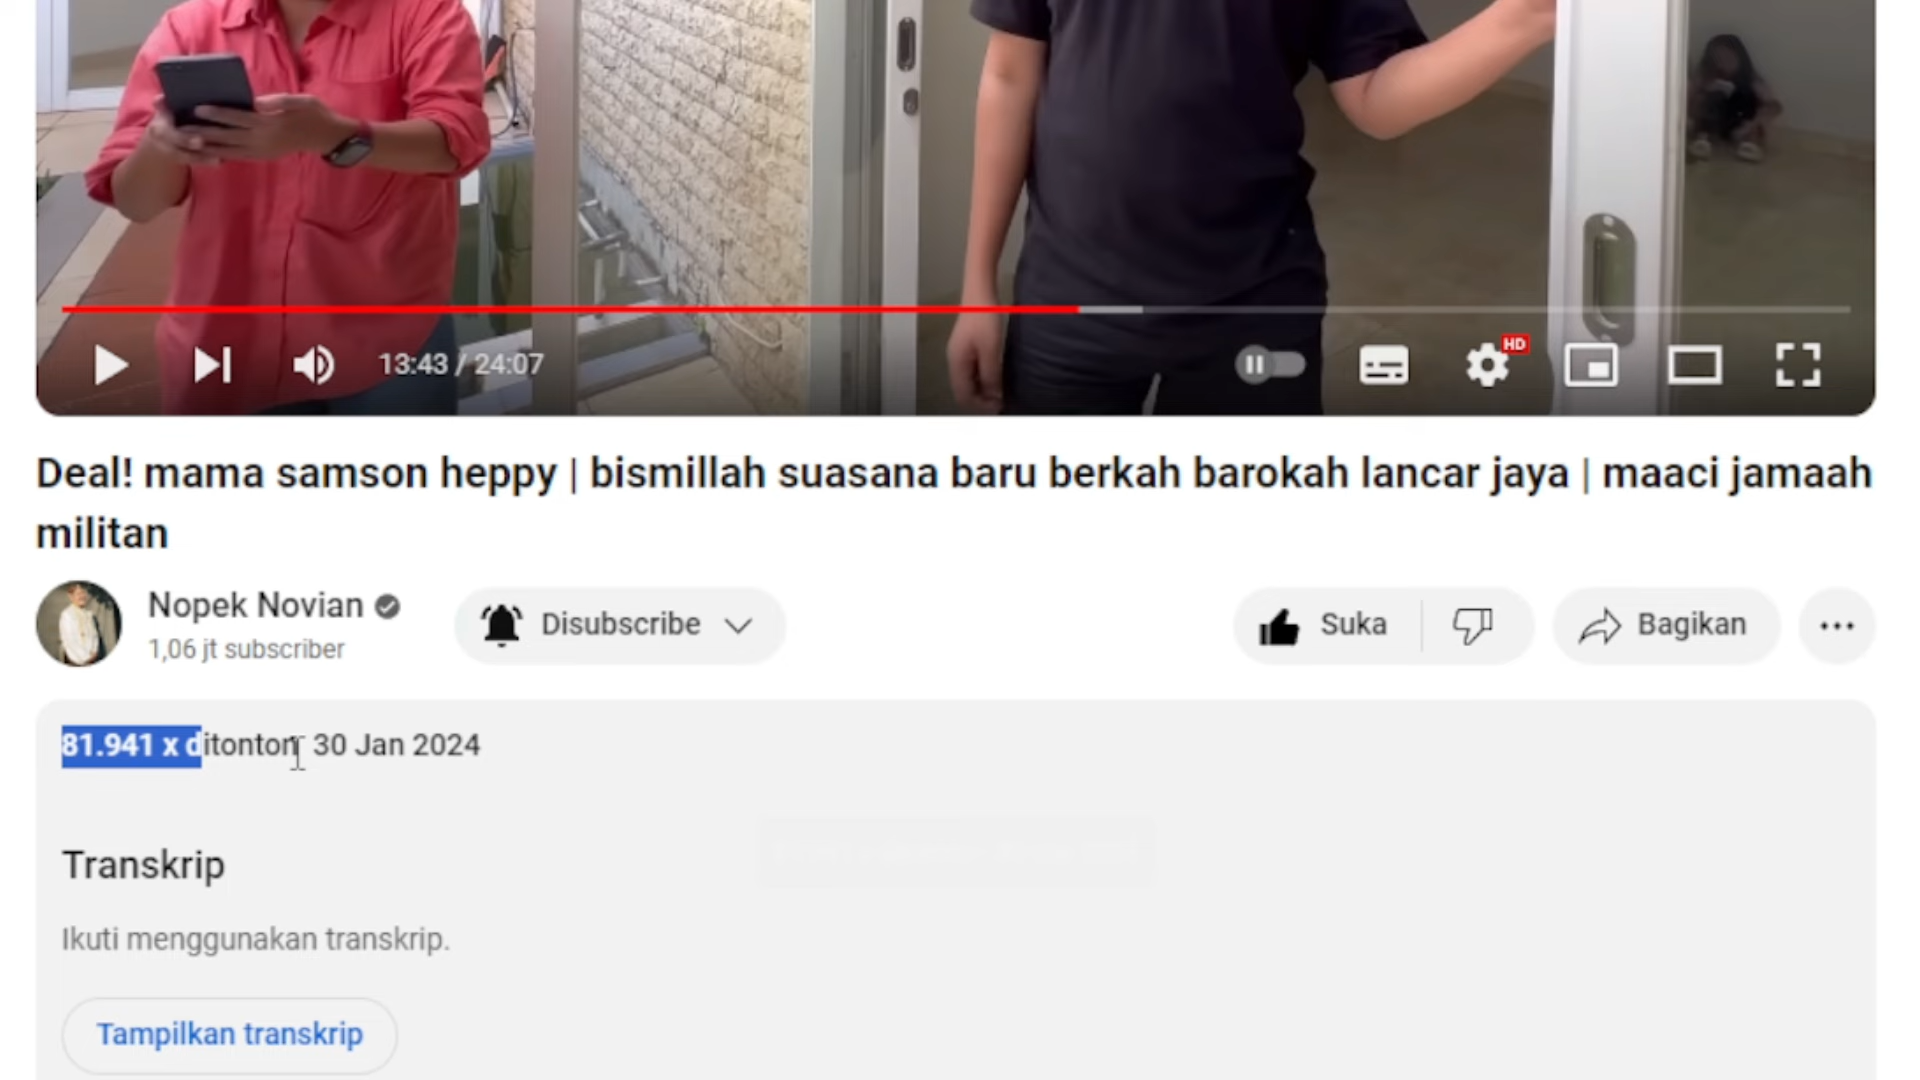 HD
13:43 / 24:07
Deal! mama samson heppy | bismillah suasana baru berkah barokah lancar jaya | maaci jamaah
militan
Nopek Novian
1,06 jt subscriber
Disubscribe
Suka
Bagikan
81.941 x ditonton 30 Jan 2024
Transkrip
Ikuti menggunakan transkrip.
Tampilkan transkrip